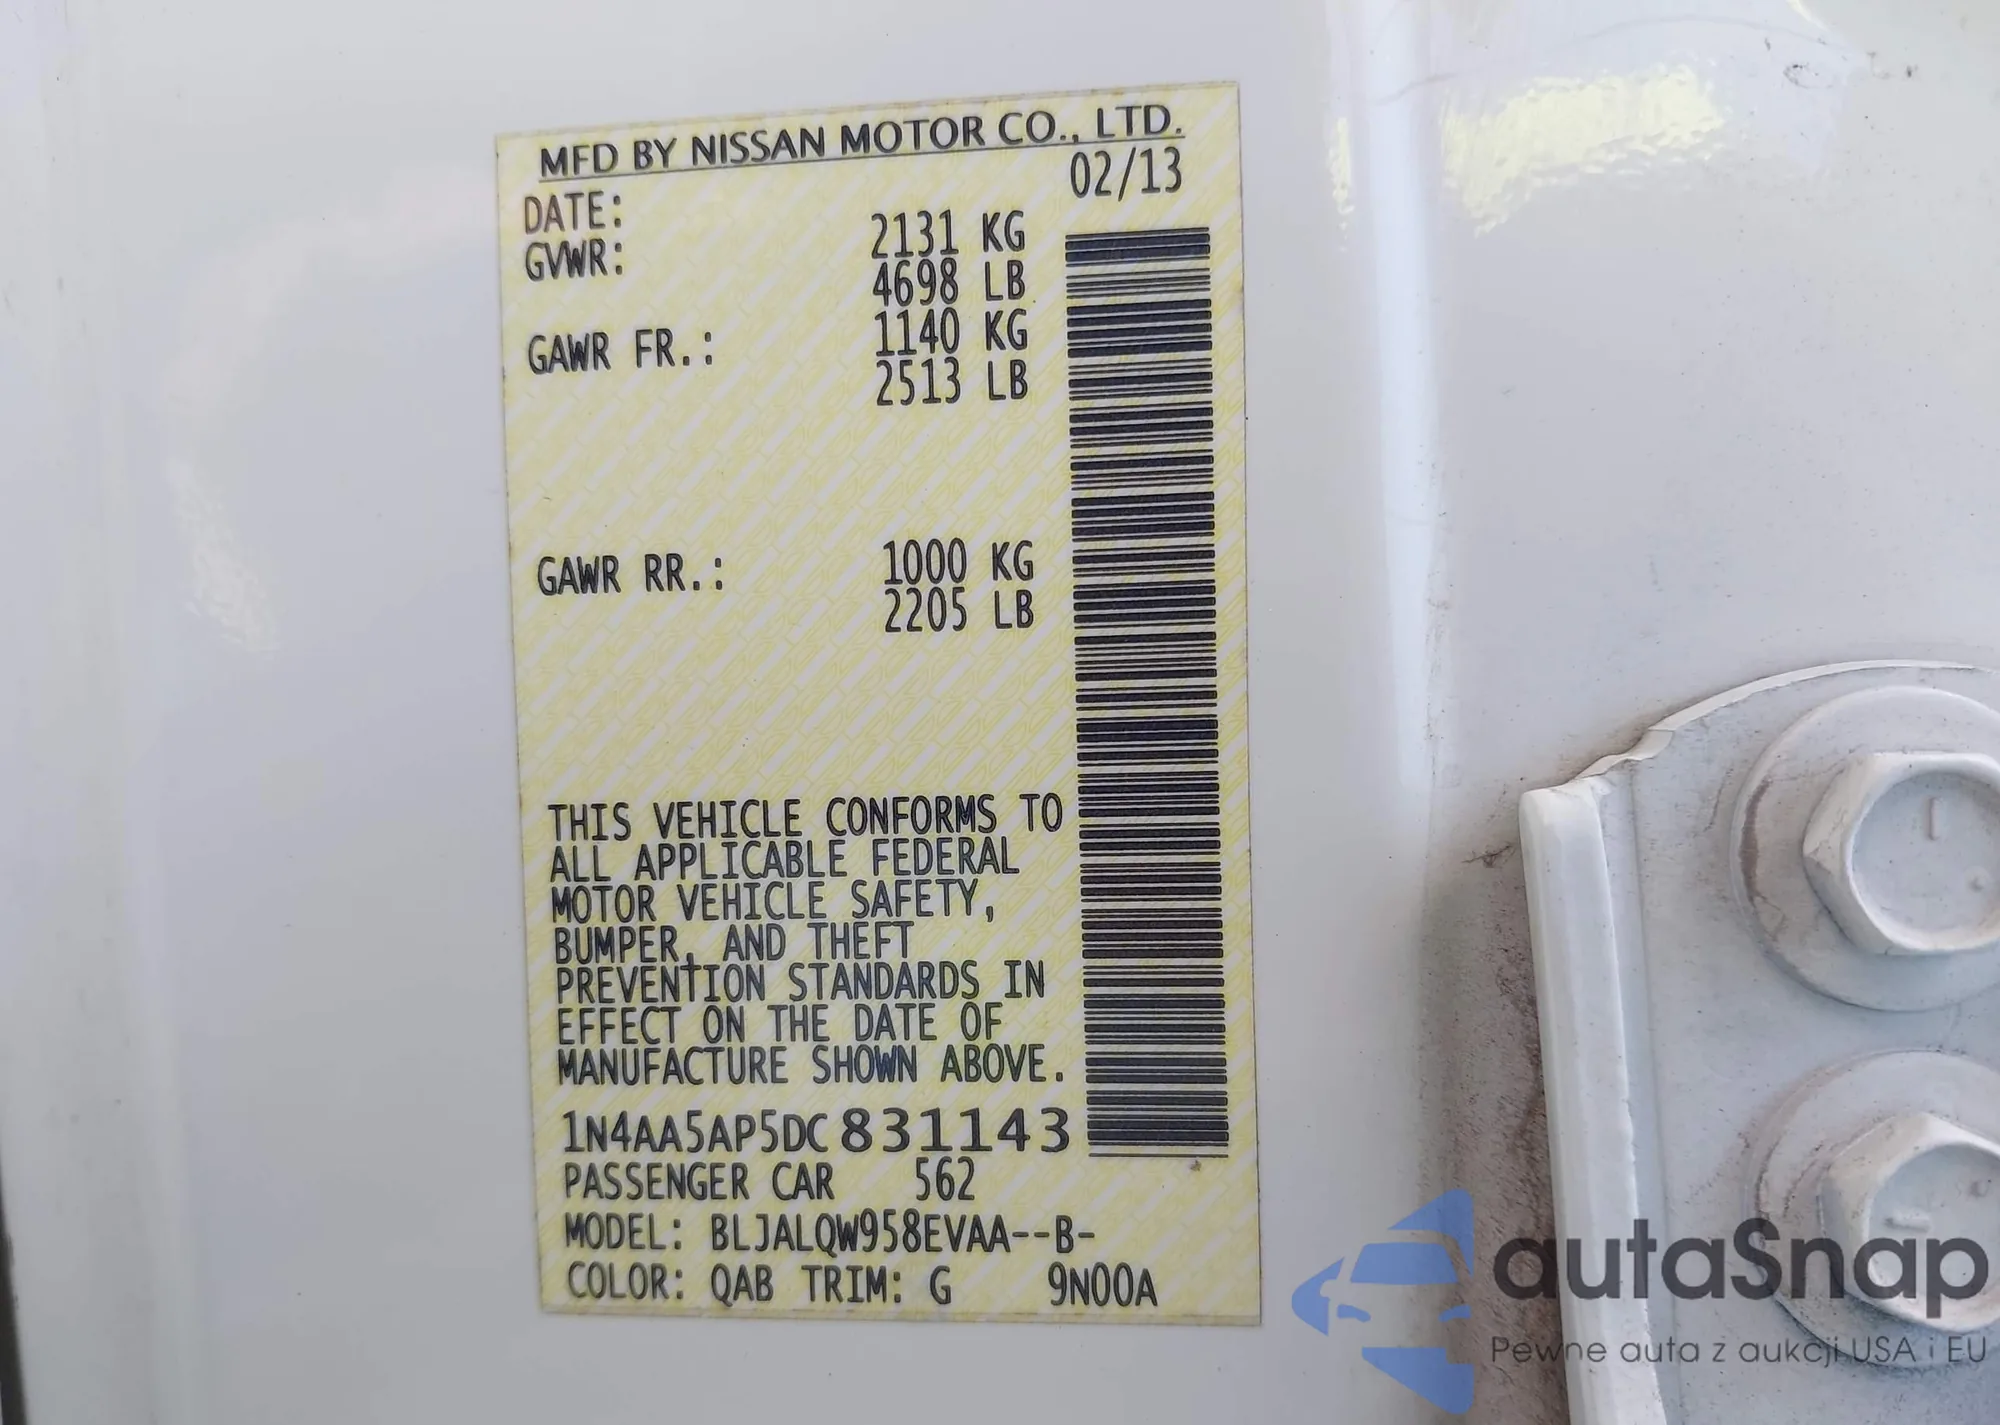 MFD BY NISSAN MOTOR CO., LTD.
DATE: 02/13
GVWR: 2131 KG
4698 LB
GAWR FR.: 1140 KG
2513 LB
GAWR RR.: 1000 KG
2205 LB
THIS VEHICLE CONFORMS TO
ALL APPLICABLE FEDERAL
MOTOR VEHICLE SAFETY,
BUMPER, AND THEFT
PREVENTION STANDARDS IN
EFFECT ON THE DATE OF
MANUFACTURE SHOWN ABOVE.
1N4AA5AP5DC831143
PASSENGER CAR 562
MODEL: BLJALQW958EVAA--B-
COLOR: QAB TRIM: G 9N00A
autaSnap
Pewne auta z aukcji USA i EU